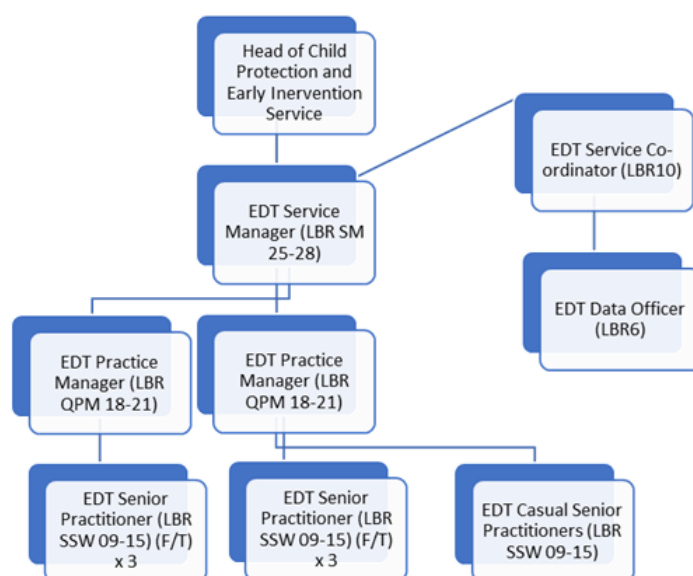 Head of Child
Protection and
Early Inervention
Service
EDT Service Co-
ordinator (LBR10)
EDT Service
Manager (LBR SM
25-28)
EDT Data Officer
(LBR6)
EDT Practice
Manager (LBR
QPM 18-21)
EDT Practice
Manager (LBR
QPM 18-21)
EDT Senior
Practitioner (LBR
SSW 09-15) (F/T)
x 3
EDT Senior
Practitioner (LBR
SSW 09-15) (F/T)
x 3
EDT Casual Senior
Practitioners (LBR
SSW 09-15)